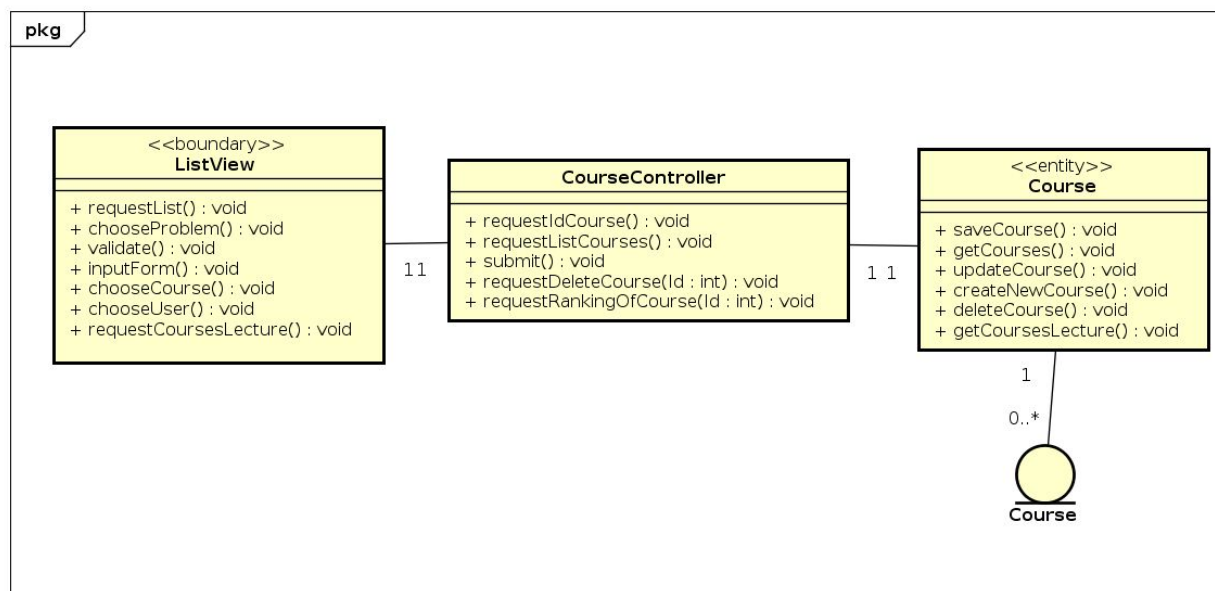 pkg
<<boundary>>
ListView
+ requestList() : void
+ chooseProblem() : void
+ validate() : void
+ inputForm() : void
+ chooseCourse() : void
+ chooseUser() : void
+ requestCoursesLecture() : void
1 1
CourseController
+ requestIdCourse() : void
+ requestListCourses() : void
+ submit() : void
+ requestDeleteCourse(Id : int) : void
+ requestRankingOfCourse(Id : int) : void
1 1
<<entity>>
Course
+ saveCourse() : void
+ getCourses() : void
+ updateCourse() : void
+ createNewCourse() : void
+ deleteCourse() : void
+ getCoursesLecture() : void
1
0..*
Course